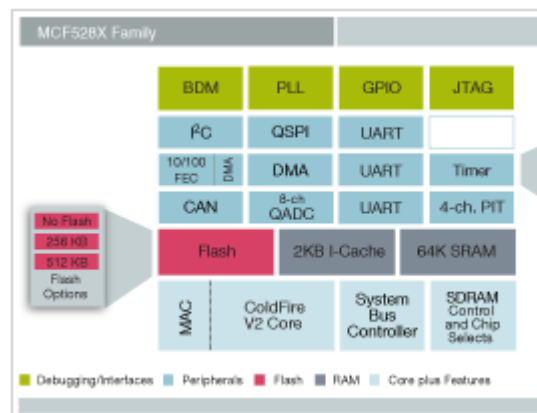 MCF528X Family
BDM PLL GPIO JTAG
I²C QSPI UART
10/100 FEC DMA DMA UART Timer
CAN 8-ch QADC UART 4-ch. PIT
No Flash
256 KB
512 KB
Flash
Options
Flash 2KB I-Cache 64K SRAM
MAC
ColdFire
V2 Core
System
Bus
Controller
SDRAM
Control
and Chip
Selects
Debugging/Interfaces Peripherals Flash RAM Core plus Features